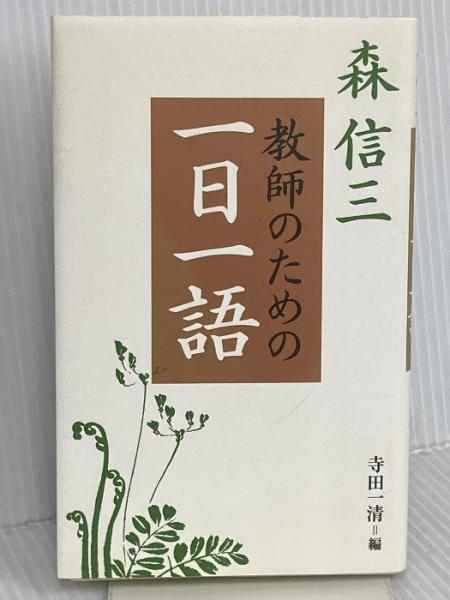 森信三
教師のための
一日一語
寺田一清=編